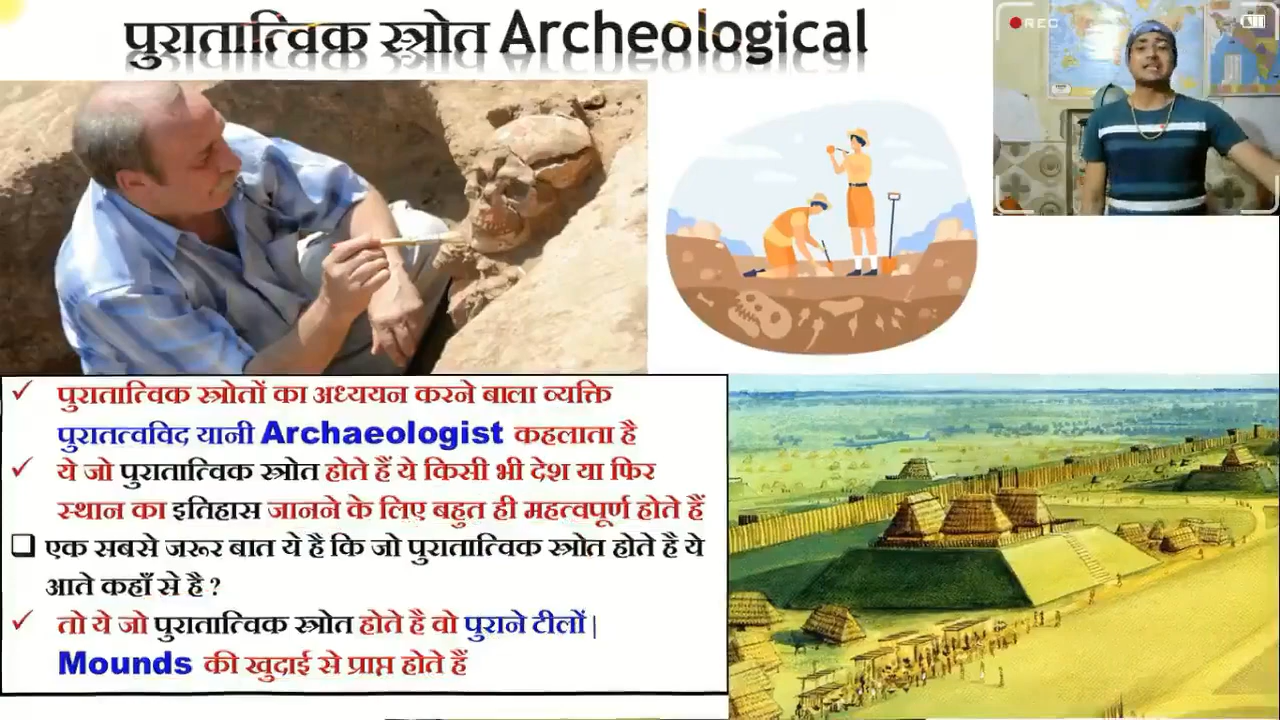 पुरातात्विक स्त्रोत Archeological
REC
पुरातात्विक स्त्रोतों का अध्ययन करने बाला व्यक्ति
पुरातत्वविद यानी Archaeologist कहलाता है
ये जो पुरातात्विक स्त्रोत होते हैं ये किसी भी देश या फिर
स्थान का इतिहास जानने के लिए बहुत ही महत्वपूर्ण होते हैं
एक सबसे जरूर बात ये है कि जो पुरातात्विक स्त्रोत होते है ये
आते कहाँ से है ?
तो ये जो पुरातात्विक स्त्रोत होते है वो पुराने टीलों |
Mounds की खुदाई से प्राप्त होते हैं